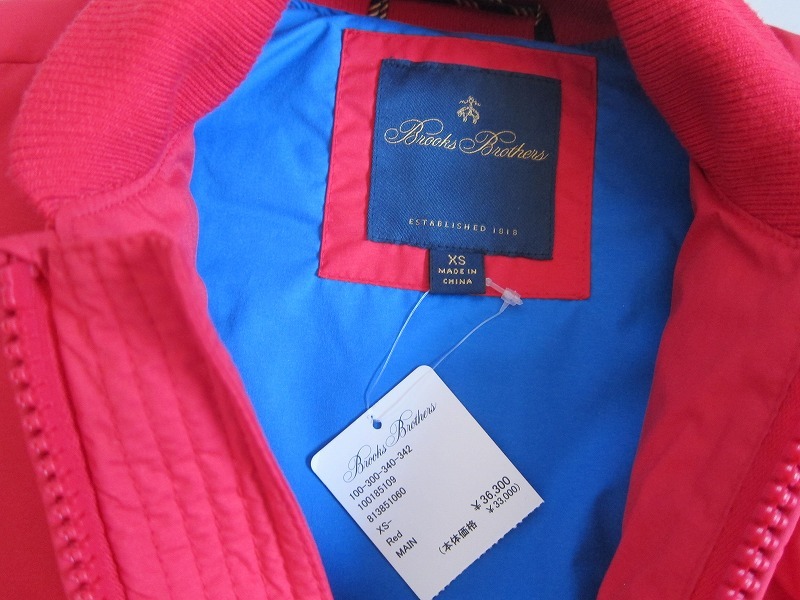 Brooks Brothers
ESTABLISHED 1818
XS
MADE IN
CHINA
Brooks Brothers
100-300-340-342
100185109
813851060
XS-
Red
MAIN
￥36,300
(本体価格 ￥33,000)